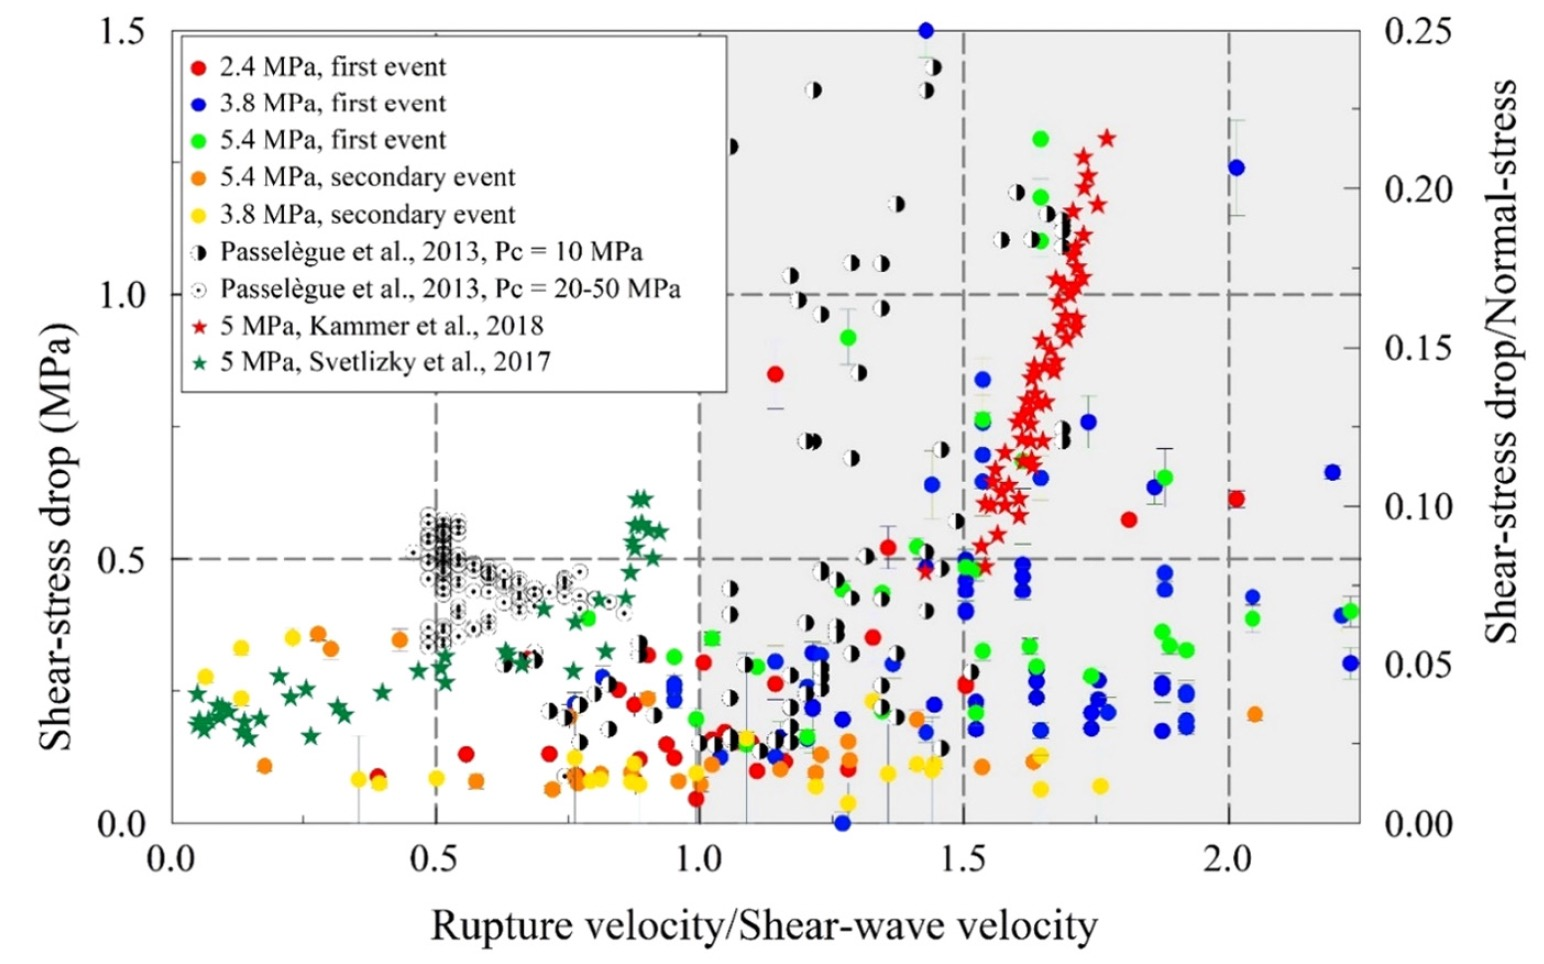 1.5
1.0
0.5
0.0
Shear-stress drop (MPa)
2.4 MPa, first event
3.8 MPa, first event
5.4 MPa, first event
5.4 MPa, secondary event
3.8 MPa, secondary event
Passelègue et al., 2013, Pc = 10 MPa
Passelègue et al., 2013, Pc = 20-50 MPa
5 MPa, Kammer et al., 2018
5 MPa, Svetlizky et al., 2017
0.25
0.20
0.15
0.10
0.05
0.00
Shear-stress drop/Normal-stress
0.0 0.5 1.0 1.5 2.0
Rupture velocity/Shear-wave velocity